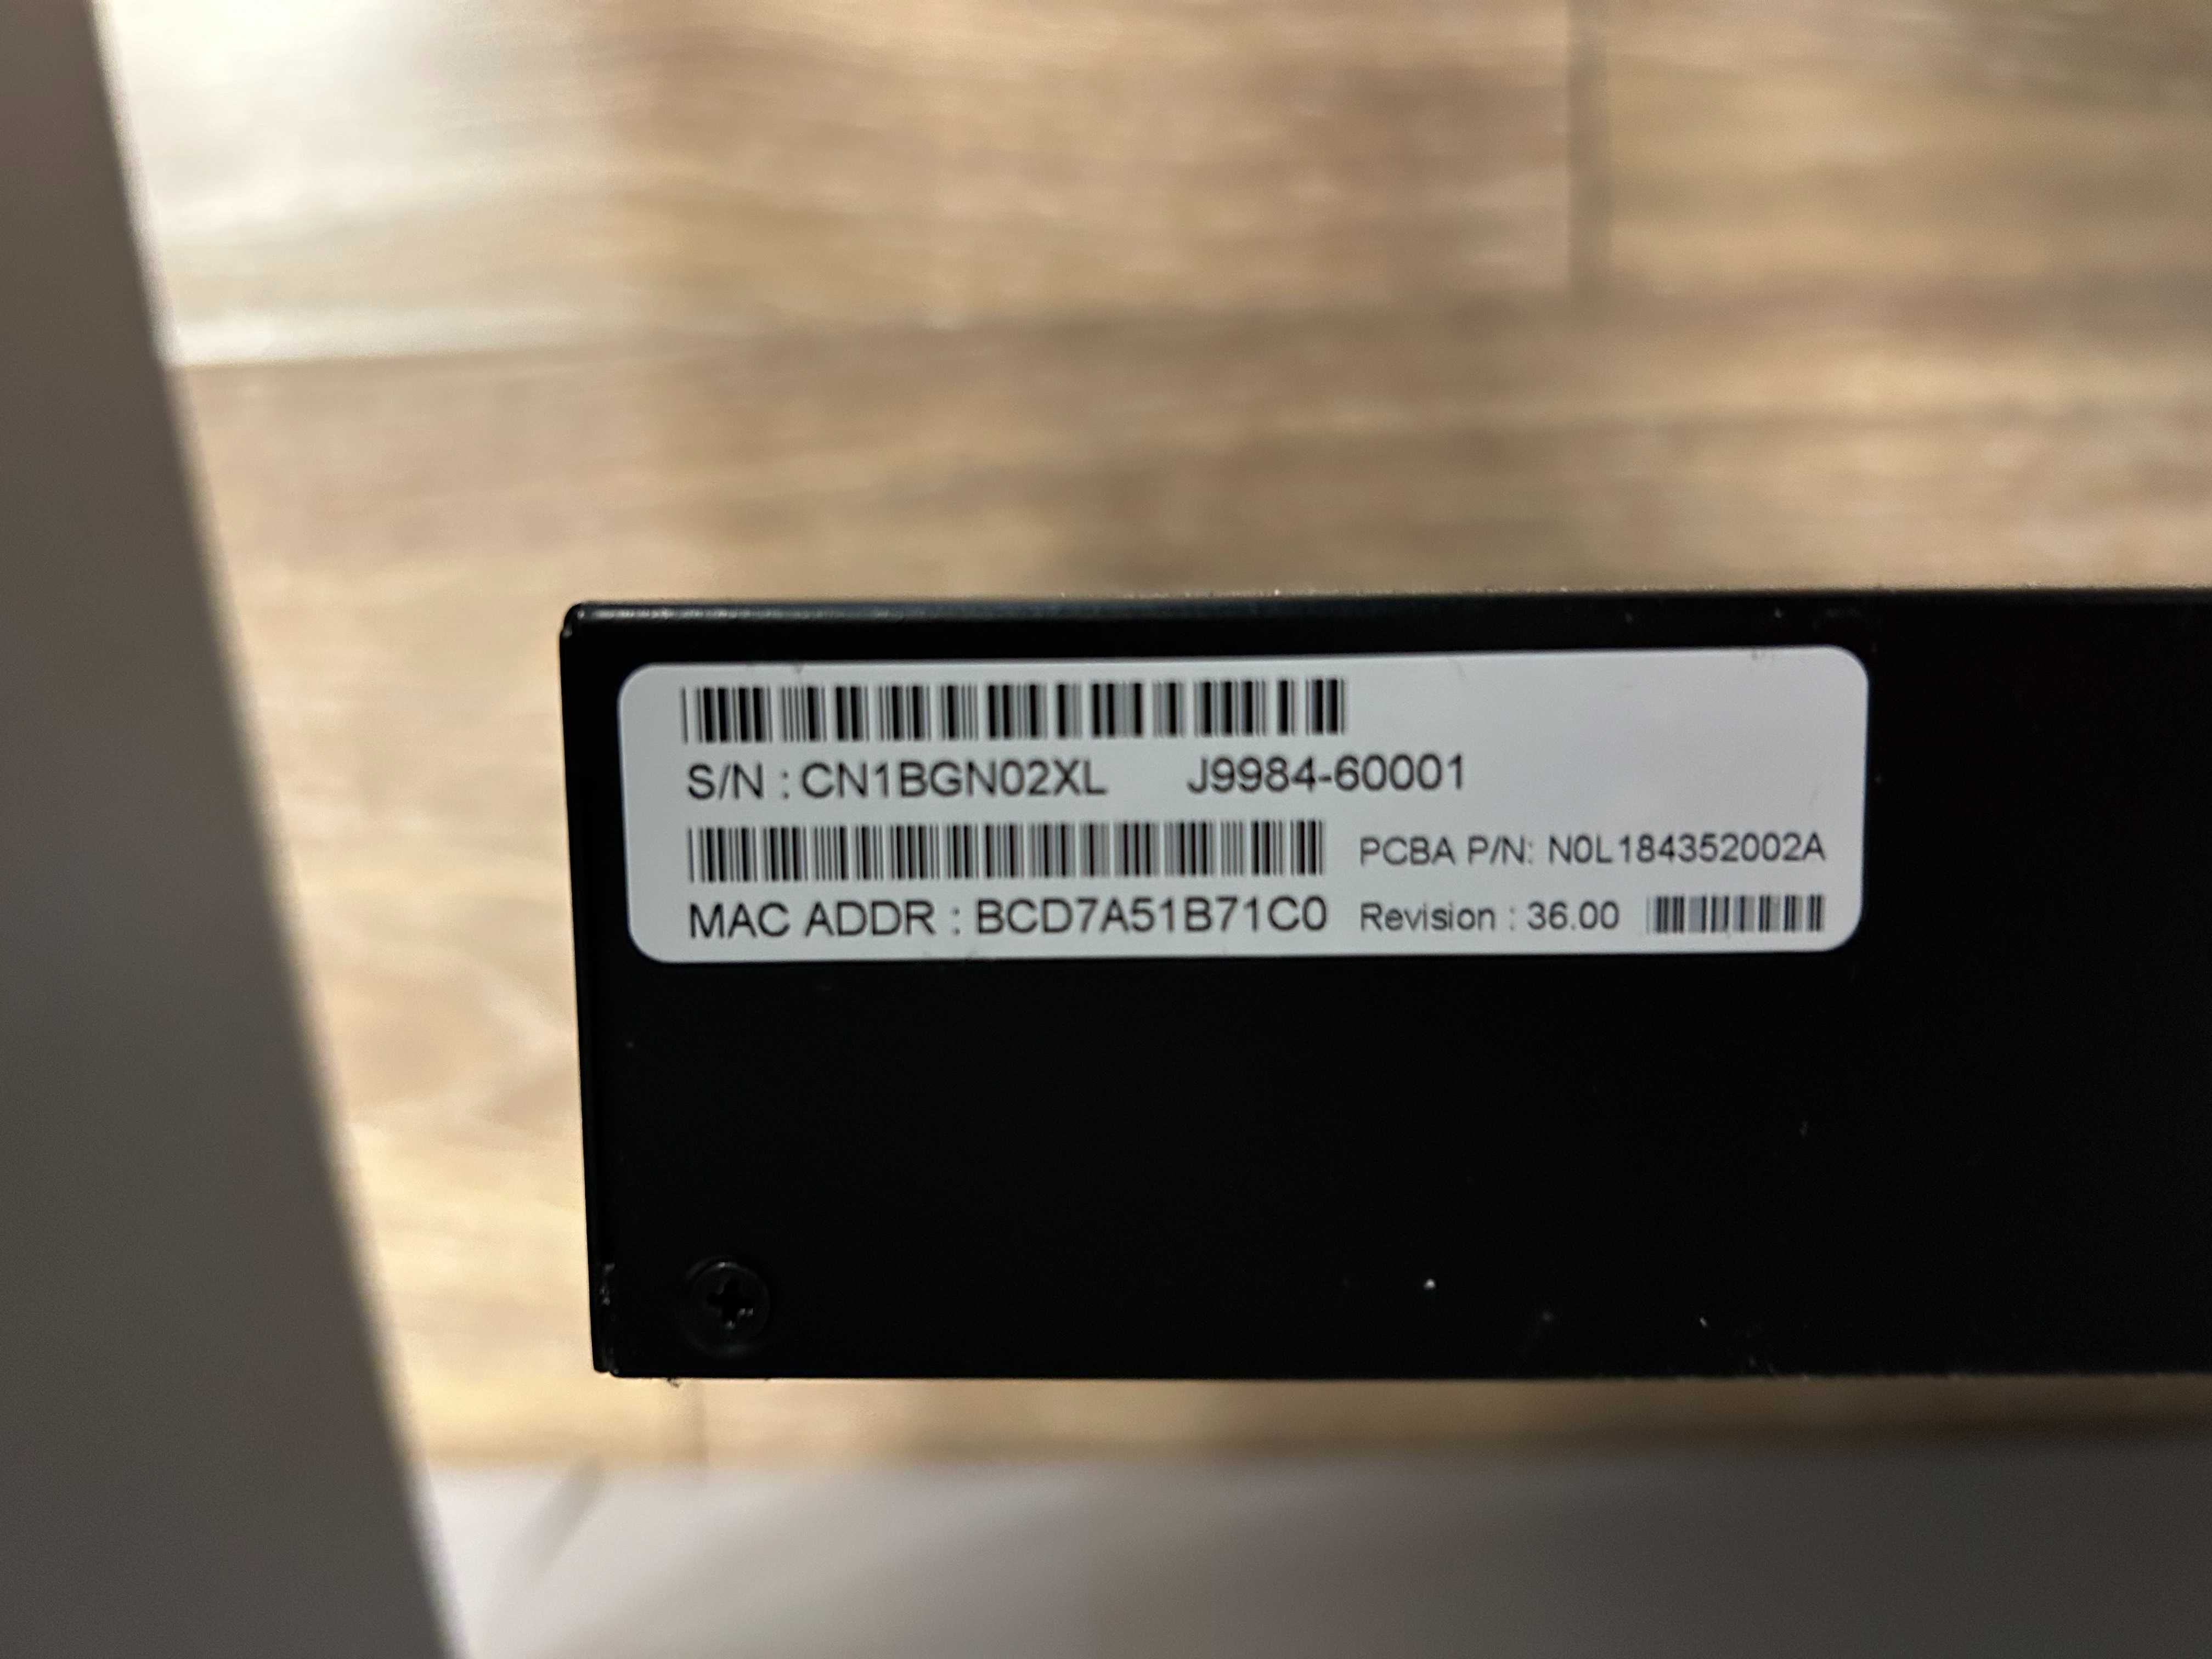 S/N : CN1BGN02XL J9984-60001
PCBA P/N: N0L184352002A
MAC ADDR : BCD7A51B71C0 Revision : 36.00